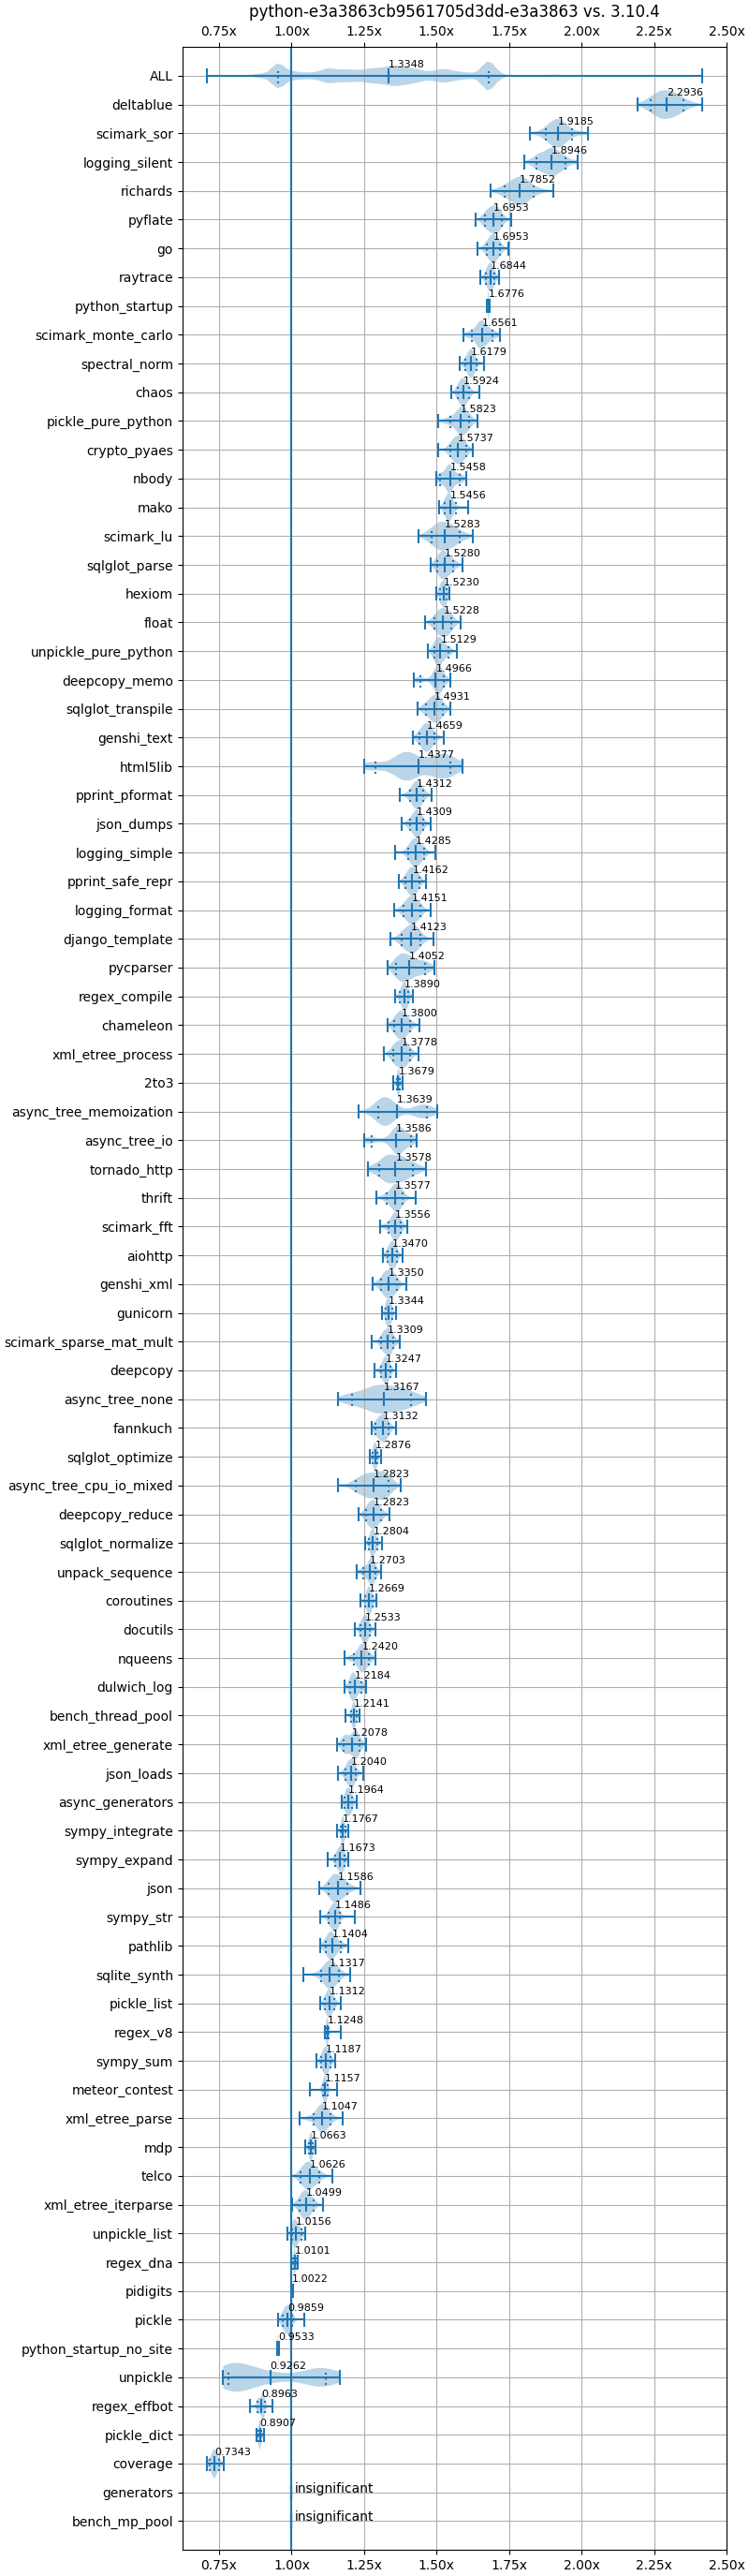 python-e3a3863cb9561705d3dd-e3a3863 vs. 3.10.4
0.75x 1.00x 1.25x 1.50x 1.75x 2.00x 2.25x 2.50x
ALL 1.3348
deltablue 2.2936
scimark_sor 1.9185
logging_silent 1.8946
richards 1.7852
pyflate 1.6953
go 1.6953
raytrace 1.6844
python_startup 1.6776
scimark_monte_carlo 1.6561
spectral_norm 1.6179
chaos 1.5924
pickle_pure_python 1.5823
crypto_pyaes 1.5737
nbody 1.5458
mako 1.5456
scimark_lu 1.5283
sqlglot_parse 1.5280
hexiom 1.5230
float 1.5228
unpickle_pure_python 1.5129
deepcopy_memo 1.4966
sqlglot_transpile 1.4931
genshi_text 1.4659
html5lib 1.4377
pprint_pformat 1.4312
json_dumps 1.4309
logging_simple 1.4285
pprint_safe_repr 1.4162
logging_format 1.4151
django_template 1.4123
pycparser 1.4052
regex_compile 1.3890
chameleon 1.3800
xml_etree_process 1.3778
2to3 1.3679
async_tree_memoization 1.3639
async_tree_io 1.3586
tornado_http 1.3578
thrift 1.3577
scimark_fft 1.3556
aiohttp 1.3470
genshi_xml 1.3350
gunicorn 1.3344
scimark_sparse_mat_mult 1.3309
deepcopy 1.3247
async_tree_none 1.3167
fannkuch 1.3132
sqlglot_optimize 1.2876
async_tree_cpu_io_mixed 1.2823
deepcopy_reduce 1.2823
sqlglot_normalize 1.2804
unpack_sequence 1.2703
coroutines 1.2669
docutils 1.2533
nqueens 1.2420
dulwich_log 1.2184
bench_thread_pool 1.2141
xml_etree_generate 1.2078
json_loads 1.2040
async_generators 1.1964
sympy_integrate 1.1767
sympy_expand 1.1673
json 1.1586
sympy_str 1.1486
pathlib 1.1404
sqlite_synth 1.1317
pickle_list 1.1312
regex_v8 1.1248
sympy_sum 1.1187
meteor_contest 1.1157
xml_etree_parse 1.1047
mdp 1.0663
telco 1.0626
xml_etree_iterparse 1.0499
unpickle_list 1.0156
regex_dna 1.0101
pidigits 1.0022
pickle 0.9859
python_startup_no_site 0.9533
unpickle 0.9262
regex_effbot 0.8963
pickle_dict 0.8907
coverage 0.7343
generators insignificant
bench_mp_pool insignificant
0.75x 1.00x 1.25x 1.50x 1.75x 2.00x 2.25x 2.50x